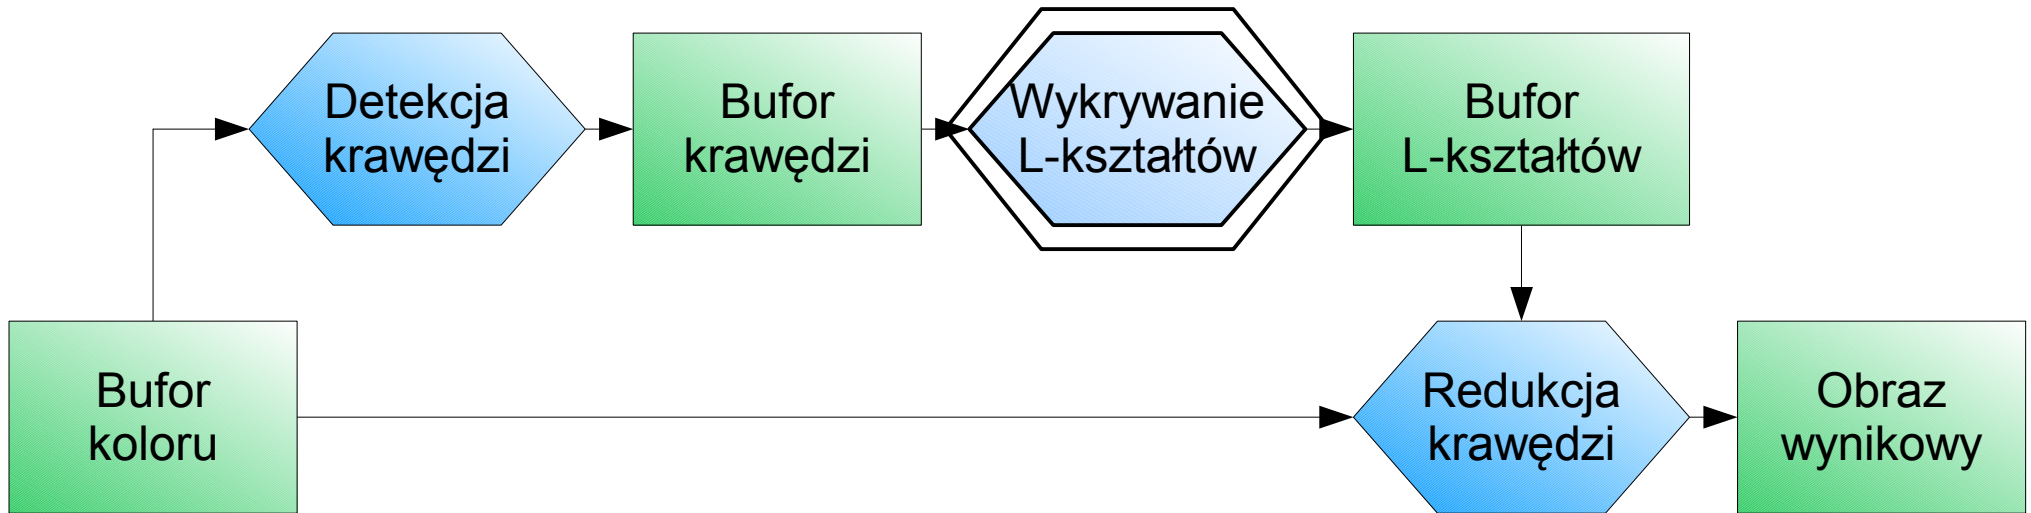 Detekcja
krawędzi
Bufor
krawędzi
Wykrywanie
L-kształtów
Bufor
L-kształtów
Bufor
koloru
Redukcja
krawędzi
Obraz
wynikowy